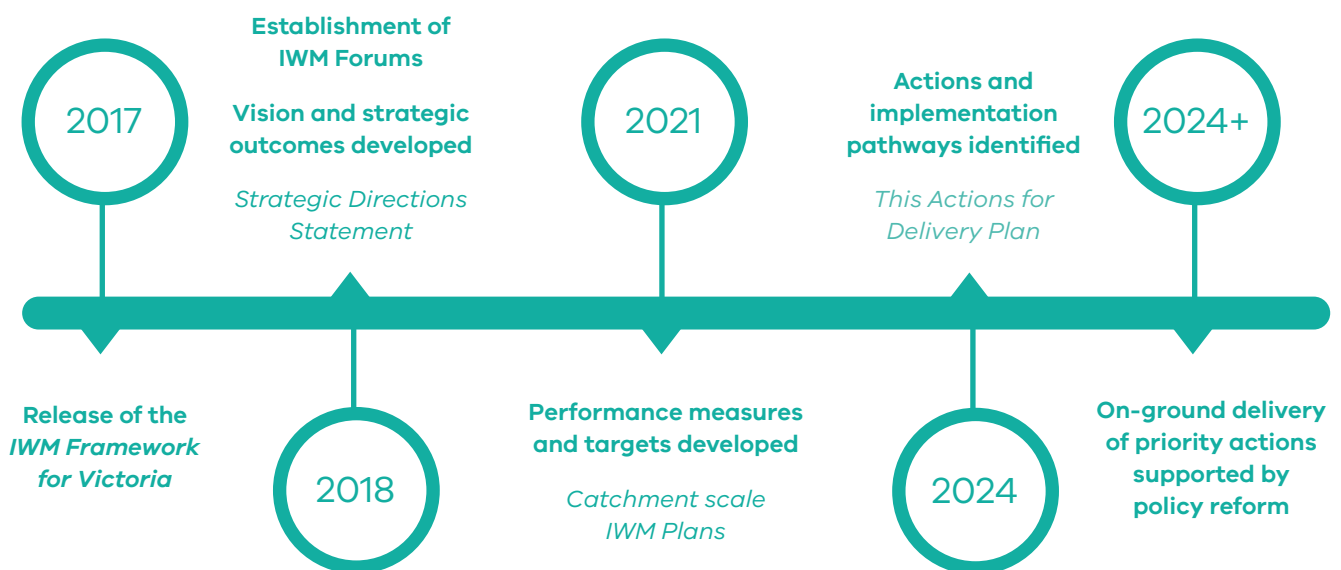 2017
Release of the
IWM Framework
for Victoria
Establishment of
IWM Forums
Vision and strategic
outcomes developed
Strategic Directions
Statement
2018
2021
Performance measures
and targets developed
Catchment scale
IWM Plans
Actions and
implementation
pathways identified
This Actions for
Delivery Plan
2024
2024+
On-ground delivery
of priority actions
supported by
policy reform